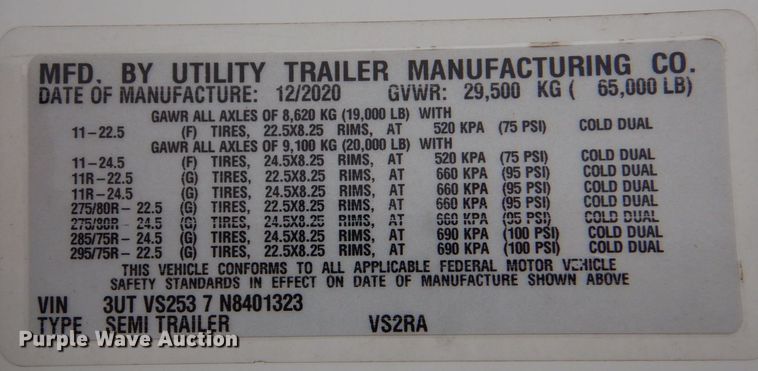 MFD. BY UTILITY TRAILER MANUFACTURING CO.
DATE OF MANUFACTURE: 12/2020 GVWR: 29,500 KG ( 65,000 LB)
GAWR ALL AXLES OF 8,620 KG (19,000 LB) WITH
11-22.5 (F) TIRES, 22.5X8.25 RIMS, AT 520 KPA (75 PSI) COLD DUAL
GAWR ALL AXLES OF 9,100 KG (20,000 LB) WITH
11-24.5 (F) TIRES, 24.5X8.25 RIMS, AT 520 KPA (75 PSI) COLD DUAL
11R-22.5 (G) TIRES, 22.5X8.25 RIMS, AT 660 KPA (95 PSI) COLD DUAL
11R-24.5 (G) TIRES, 24.5X8.25 RIMS, AT 660 KPA (95 PSI) COLD DUAL
275/80R- 22.5 (G) TIRES, 22.5X8.25 RIMS, AT 660 KPA (95 PSI) COLD DUAL
275/80R- 24.5 (G) TIRES, 24.5X8.25 RIMS, AT 660 KPA (95 PSI) COLD DUAL
285/75R- 24.5 (G) TIRES, 24.5X8.25 RIMS, AT 690 KPA (100 PSI) COLD DUAL
295/75R- 22.5 (G) TIRES, 22.5X8.25 RIMS, AT 690 KPA (100 PSI) COLD DUAL
THIS VEHICLE CONFORMS TO ALL APPLICABLE FEDERAL MOTOR VEHICLE
SAFETY STANDARDS IN EFFECT ON DATE OF MANUFACTURE SHOWN ABOVE
VIN 3UT VS253 7 N8401323
TYPE SEMI TRAILER VS2RA
Purple Wave Auction